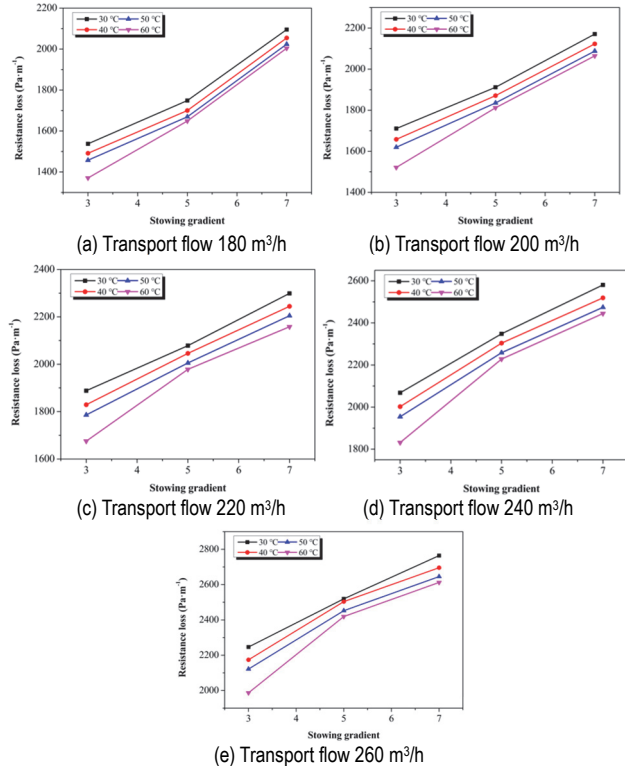 30 ℃ 50 ℃
40 ℃ 60 ℃
2200
2000
1800
1600
1400
Resistance loss (Pa·m⁻¹)
3 4 5 6 7
Stowing gradient
(a) Transport flow 180 m³/h
30 ℃ 50 ℃
40 ℃ 60 ℃
2200
2000
1800
1600
1400
Resistance loss (Pa·m⁻¹)
3 4 5 6 7
Stowing gradient
(b) Transport flow 200 m³/h
30 ℃ 50 ℃
40 ℃ 60 ℃
2400
2200
2000
1800
1600
Resistance loss (Pa·m⁻¹)
3 4 5 6 7
Stowing gradient
(c) Transport flow 220 m³/h
30 ℃ 50 ℃
40 ℃ 60 ℃
2600
2400
2200
2000
1800
Resistance loss (Pa·m⁻¹)
3 4 5 6 7
Stowing gradient
(d) Transport flow 240 m³/h
30 ℃ 50 ℃
40 ℃ 60 ℃
2800
2600
2400
2200
2000
Resistance loss (Pa·m⁻¹)
3 4 5 6 7
Stowing gradient
(e) Transport flow 260 m³/h